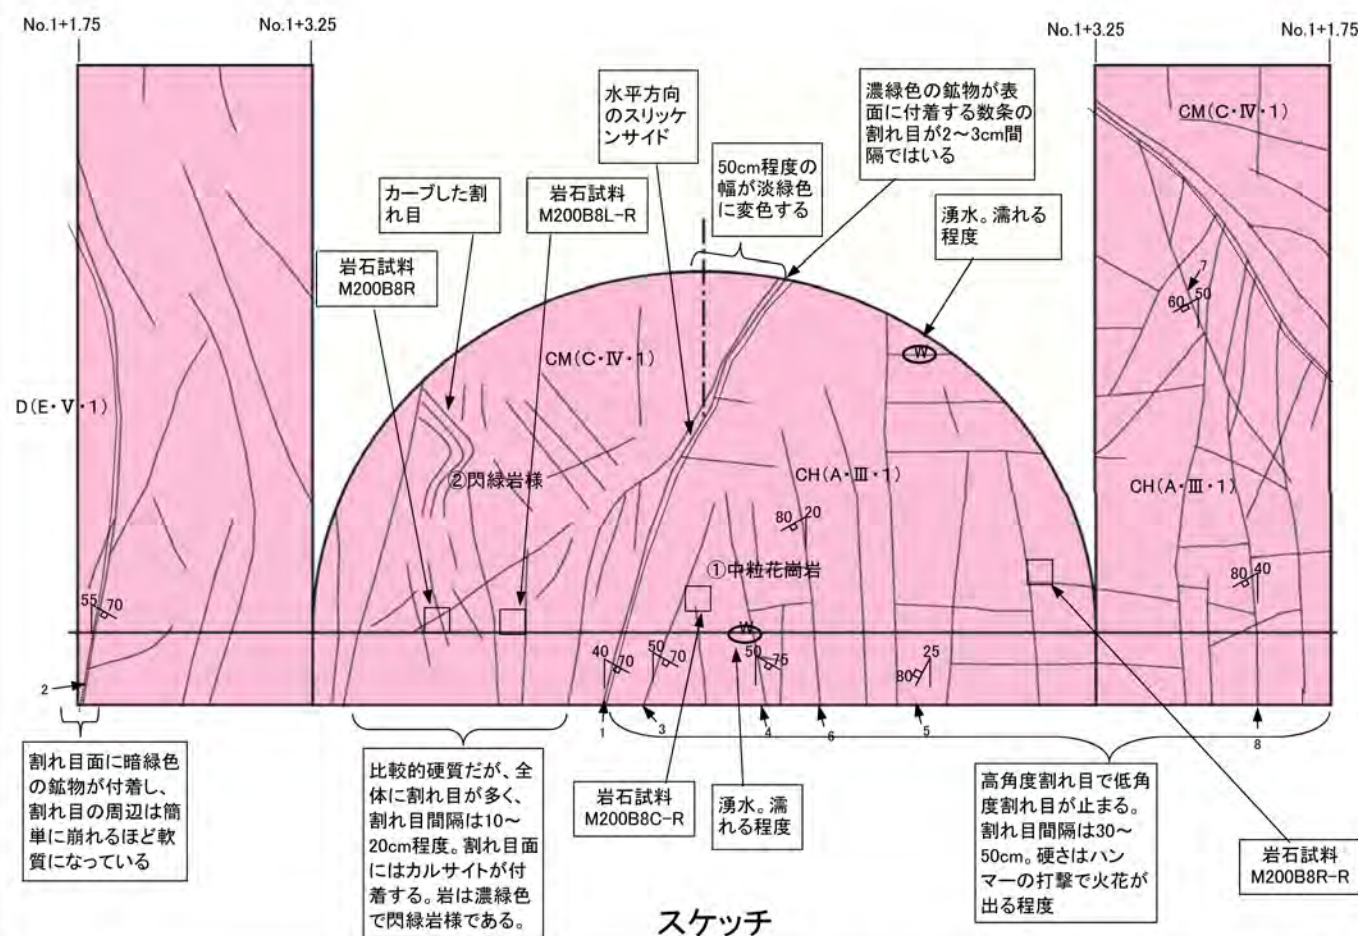 No.1+1.75
No.1+3.25
No.1+3.25
No.1+1.75
水平方向
のスリッケ
ンサイド
濃緑色の鉱物が表
面に付着する数条の
割れ目が2～3cm間
隔ではいる
CM(C・Ⅳ・1)
50cm程度の
幅が淡緑色
に変色する
カーブした割
れ目
岩石試料
M200B8L-R
湧水。濡れる
程度
岩石試料
M200B8R
7
60 50
CM(C・Ⅳ・1)
W
D(E・Ⅴ・1)
②閃緑岩様
CH(A・Ⅲ・1)
CH(A・Ⅲ・1)
80 20
①中粒花崗岩
80 40
55 70
W
40 70
50 70
50 75
25
80
2
1
3
4
6
5
8
割れ目面に暗緑色
の鉱物が付着し、
割れ目の周辺は簡
単に崩れるほど軟
質になっている
比較的硬質だが、全
体に割れ目が多く、
割れ目間隔は10～
20cm程度。割れ目面
にはカルサイトが付
着する。岩は濃緑色
で閃緑岩様である。
岩石試料
M200B8C-R
湧水。濡
れる程度
高角度割れ目で低角
度割れ目が止まる。
割れ目間隔は30～
50cm。硬さはハン
マーの打撃で火花が
出る程度
岩石試料
M200B8R-R
スケッチ